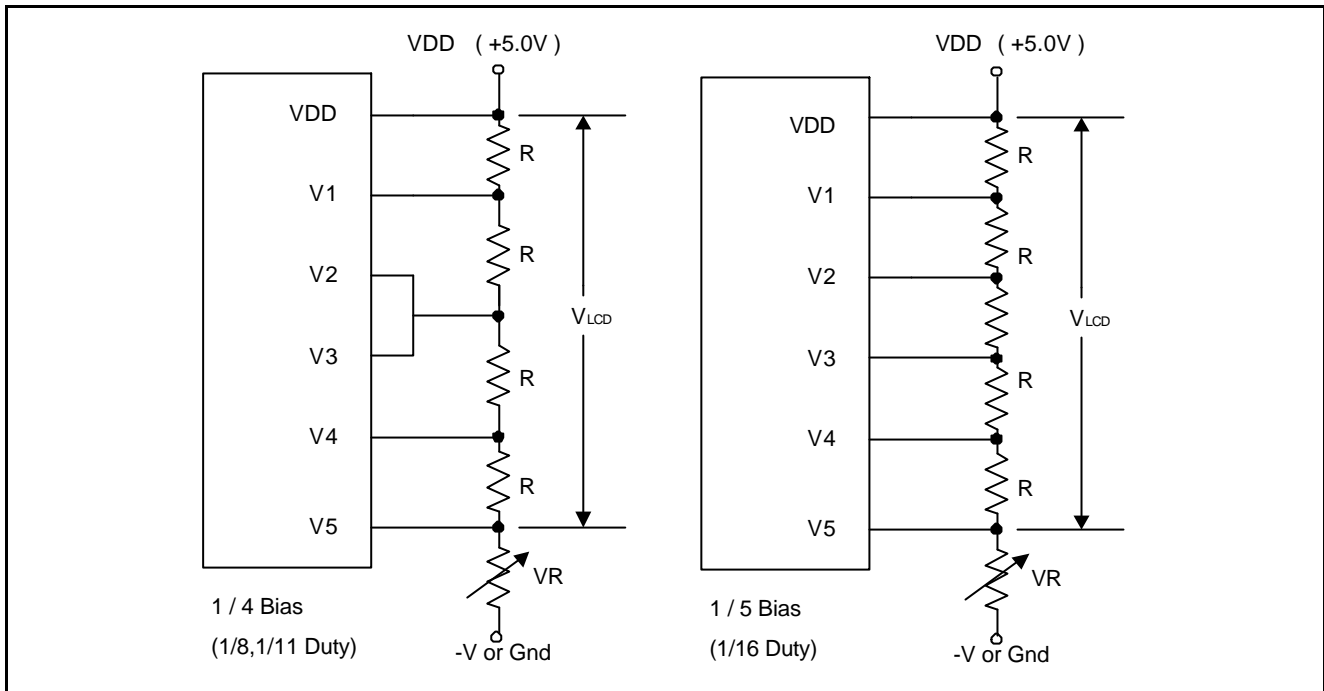 VDD ( +5.0V )
VDD
R
V1
R
V2
VLCD
V3
R
V4
R
V5
VR
1 / 4 Bias
(1/8,1/11 Duty)
-V or Gnd
VDD ( +5.0V )
VDD
R
V1
R
V2
VLCD
V3
R
V4
R
V5
VR
1 / 5 Bias
(1/16 Duty)
-V or Gnd